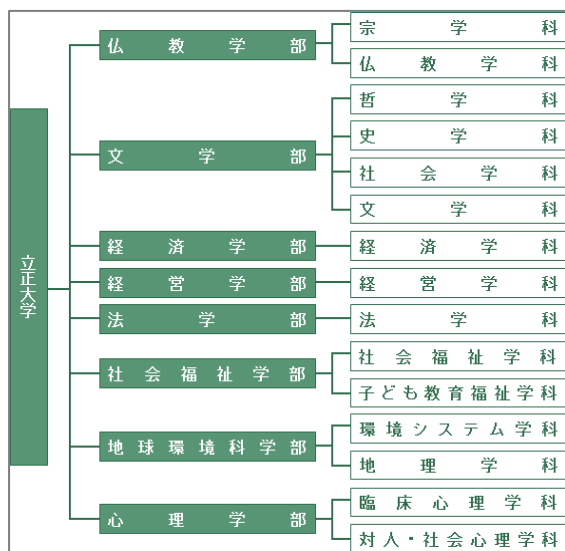 立正大学
仏教学部
宗学科
仏教学科
文学部
哲学科
史学科
社会学科
文学科
経済学部
経済学科
経営学部
経営学科
法学部
法学科
社会福祉学部
社会福祉学科
子ども教育福祉学科
地球環境科学部
環境システム学科
地理学科
心理学部
臨床心理学科
対人・社会心理学科